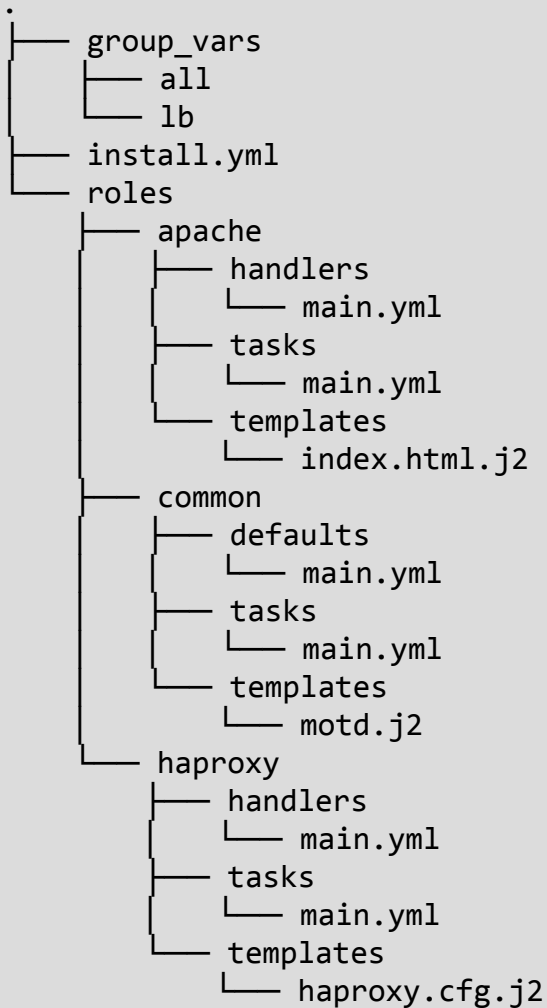 .
├── group_vars
│   ├── all
│   └── lb
├── install.yml
└── roles
    ├── apache
    │   ├── handlers
    │   │   └── main.yml
    │   ├── tasks
    │   │   └── main.yml
    │   └── templates
    │       └── index.html.j2
    ├── common
    │   ├── defaults
    │   │   └── main.yml
    │   ├── tasks
    │   │   └── main.yml
    │   └── templates
    │       └── motd.j2
    └── haproxy
        ├── handlers
        │   └── main.yml
        ├── tasks
        │   └── main.yml
        └── templates
            └── haproxy.cfg.j2